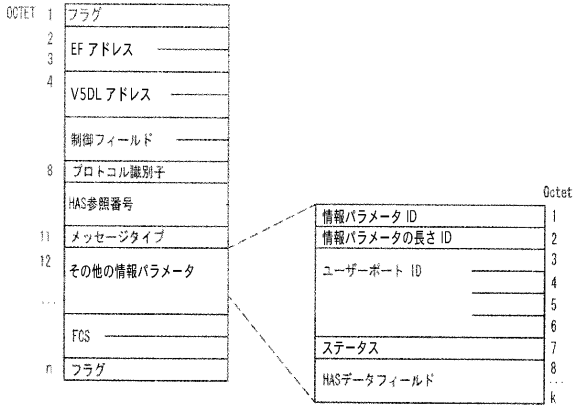 OCTET 1 フラグ
2
3
EF アドレス
4
V5DL アドレス
制御フィールド
8 プロトコル識別子
HAS参照番号
11 メッセージタイプ
12
その他の情報パラメータ
...
FCS
n フラグ
Octet
情報パラメータ ID 1
情報パラメータの長さ ID 2
ユーザーポート ID
3
4
5
6
ステータス 7
HASデータフィールド
8
...
k